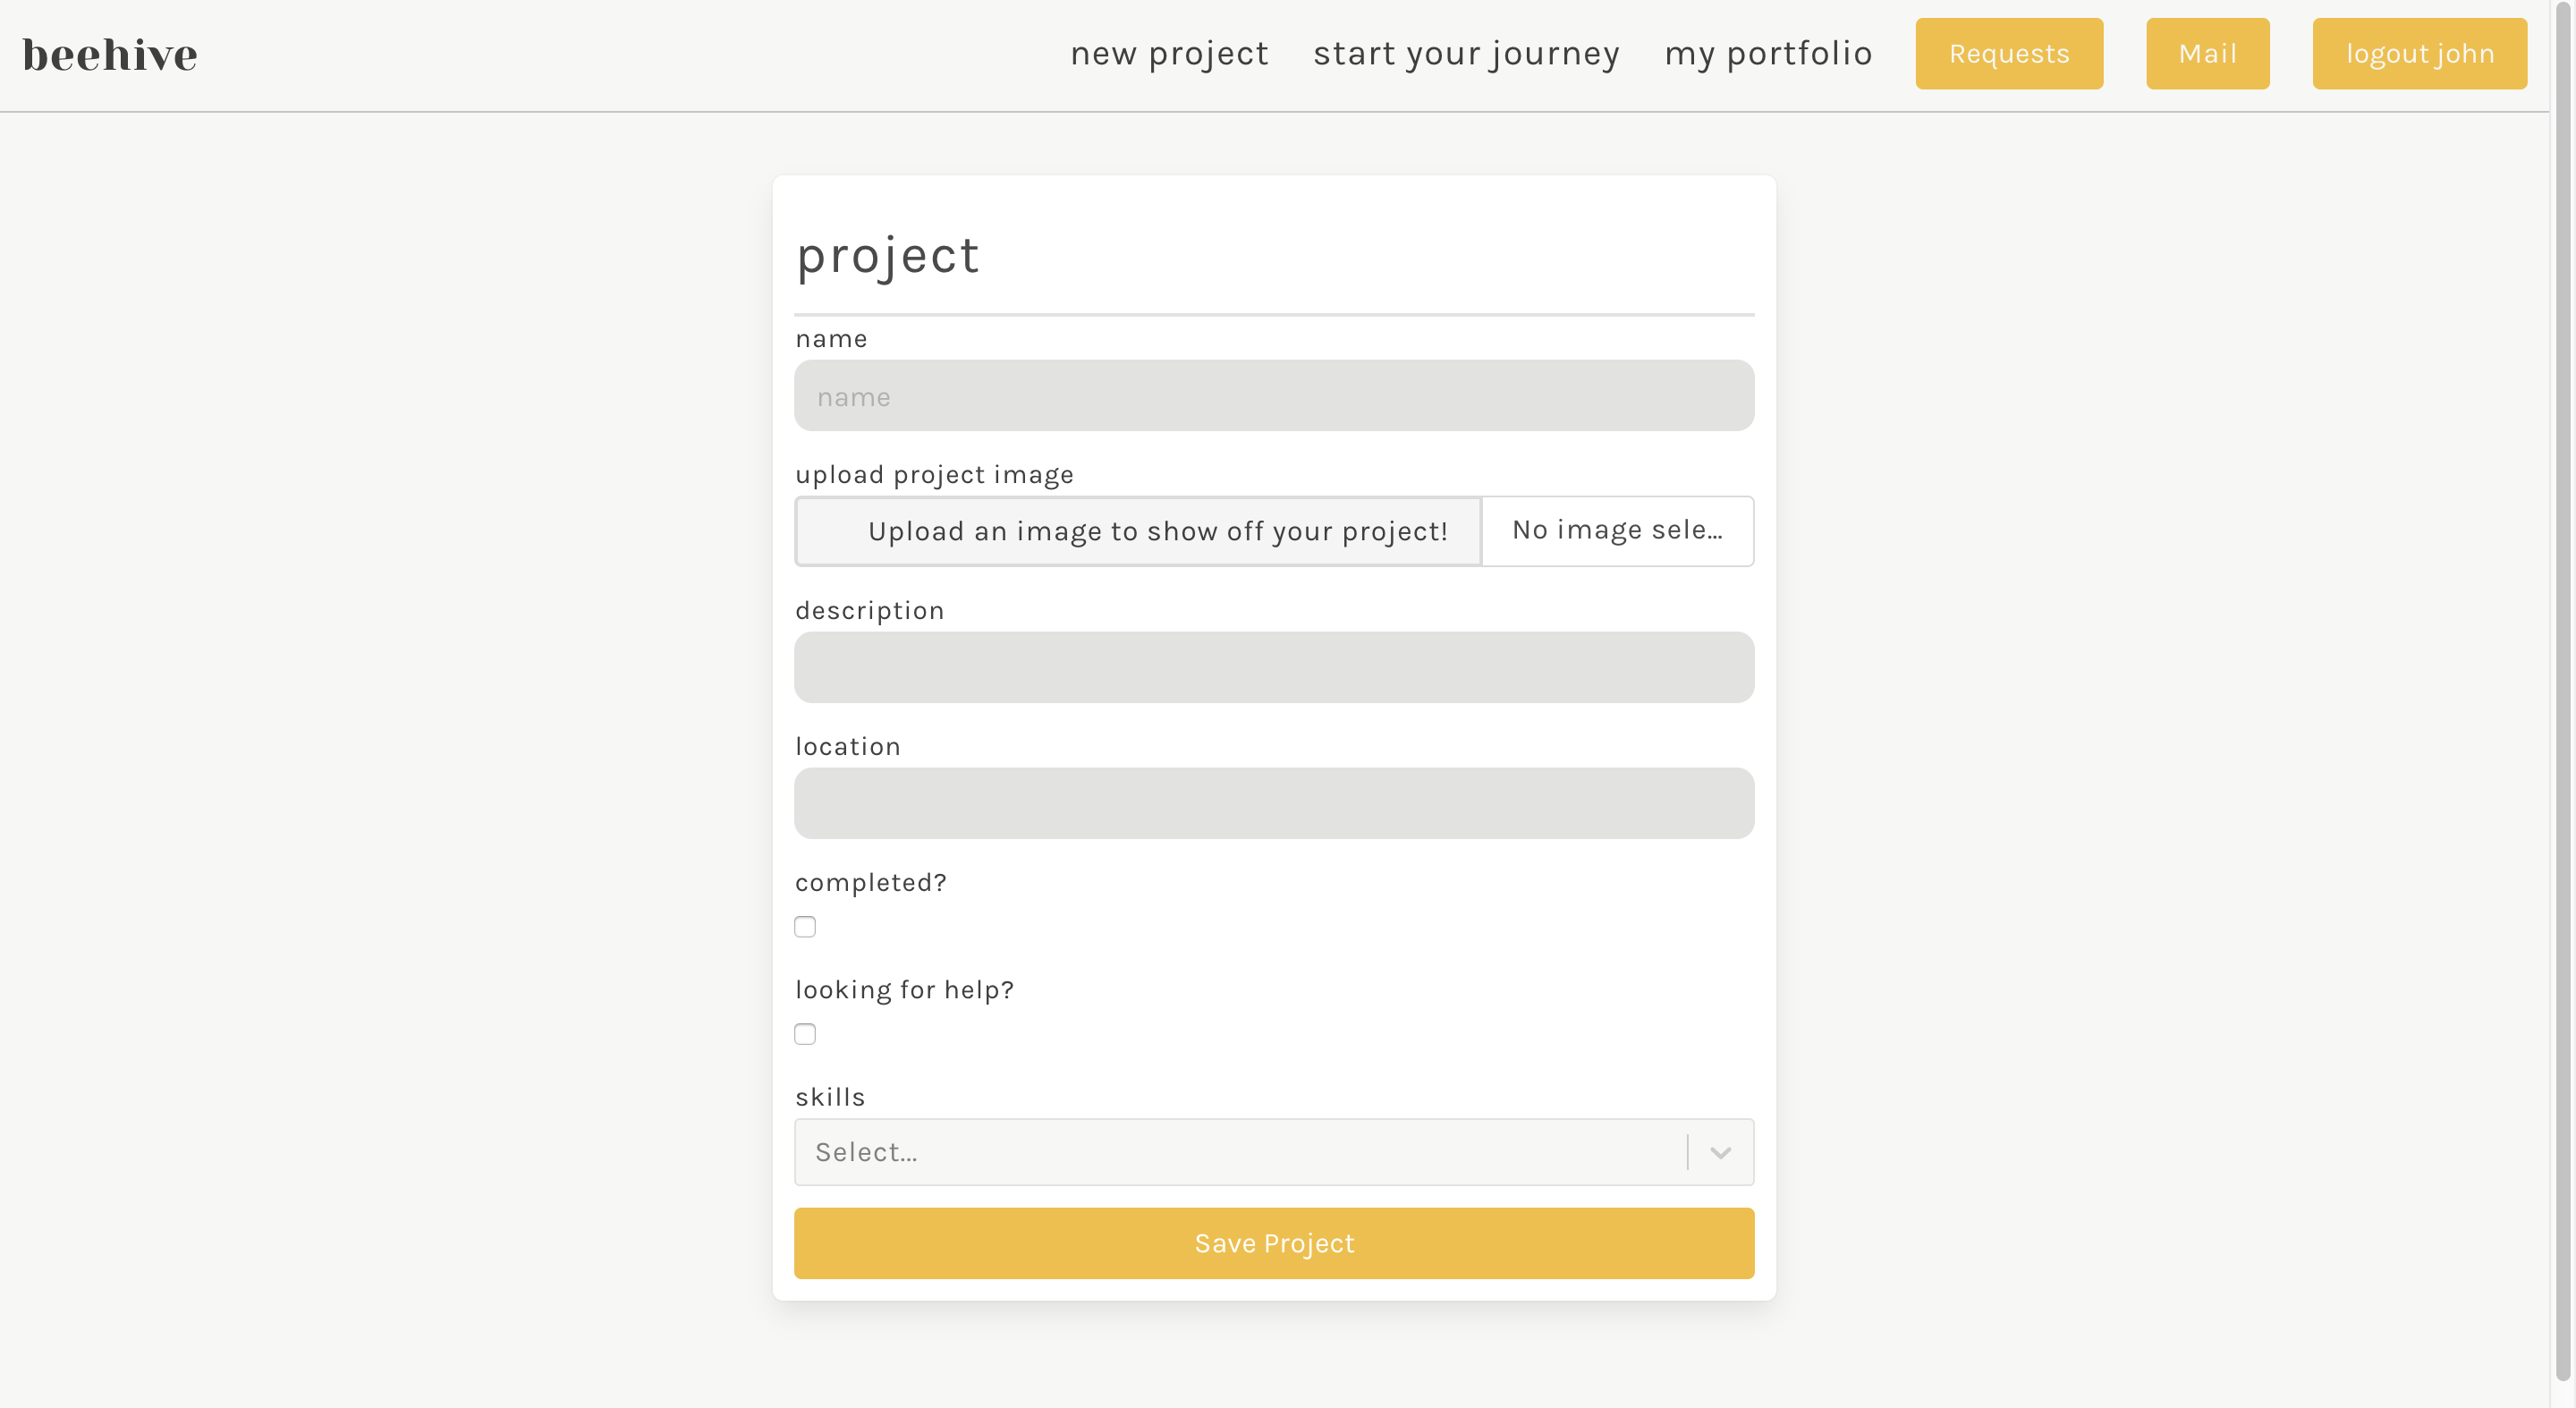 beehive
new project start your journey my portfolio Requests Mail logout john
project
name
name
upload project image
Upload an image to show off your project! No image sele...
description
location
completed?
looking for help?
skills
Select...
Save Project